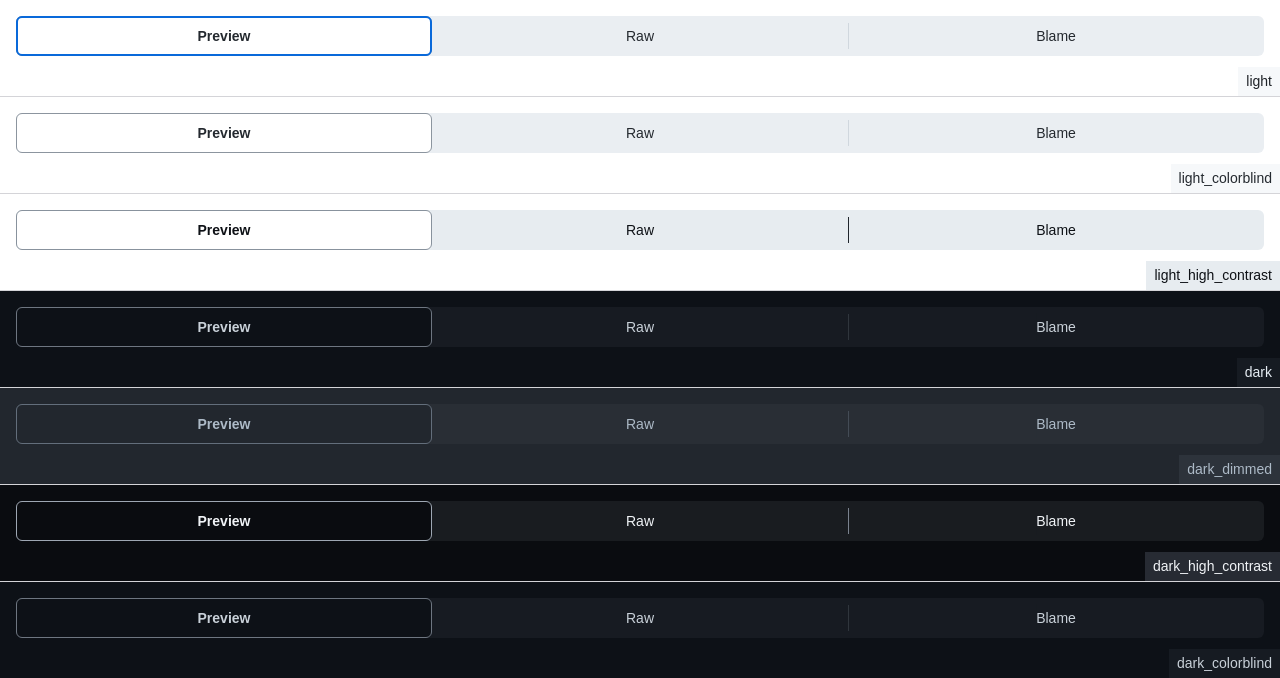 Preview Raw Blame
light
Preview Raw Blame
light_colorblind
Preview Raw Blame
light_high_contrast
Preview Raw Blame
dark
Preview Raw Blame
dark_dimmed
Preview Raw Blame
dark_high_contrast
Preview Raw Blame
dark_colorblind